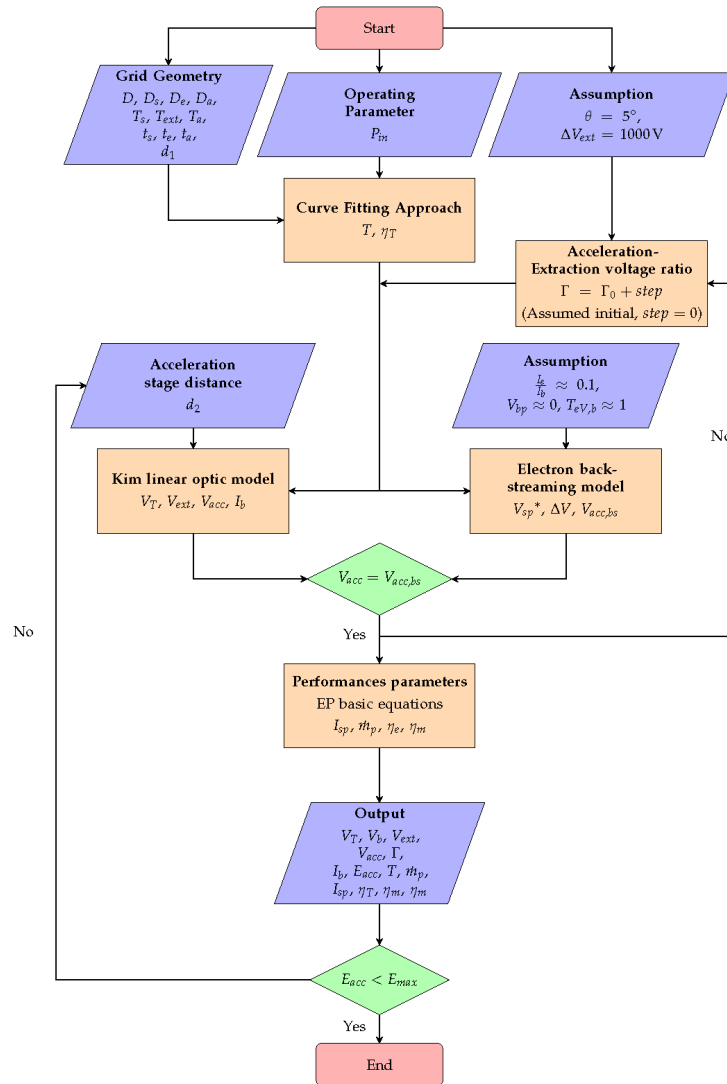 Start
Grid Geometry
D, D_s, D_e, D_a,
T_s, T_ext, T_a,
t_s, t_e, t_a,
d_1
Operating
Parameter
P_in
Assumption
θ = 5°,
ΔV_ext = 1000 V
Curve Fitting Approach
T, η_T
Acceleration-
Extraction voltage ratio
Γ = Γ_0 + step
(Assumed initial, step = 0)
Acceleration
stage distance
d_2
Assumption
I_e/I_b ≈ 0.1,
V_bp ≈ 0, T_eV,b ≈ 1
No
Kim linear optic model
V_T, V_ext, V_acc, I_b
Electron back-
streaming model
V_sp*, ΔV, V_acc,bs
V_acc = V_acc,bs
No
Yes
Performances parameters
EP basic equations
I_sp, ṁ_p, η_e, η_m
Output
V_T, V_b, V_ext,
V_acc, Γ,
I_b, E_acc, T, ṁ_p,
I_sp, η_T, η_m, η_m
E_acc < E_max
Yes
End